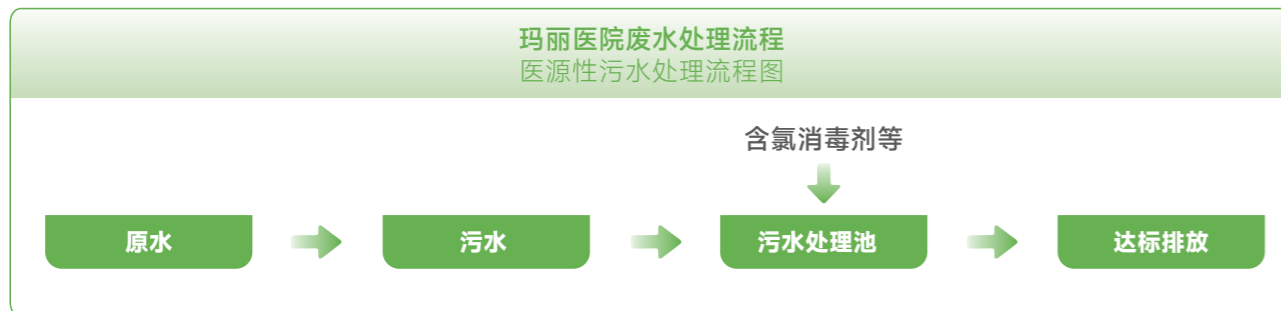 玛丽医院废水处理流程
医源性污水处理流程图
含氯消毒剂等
原水
污水
污水处理池
达标排放